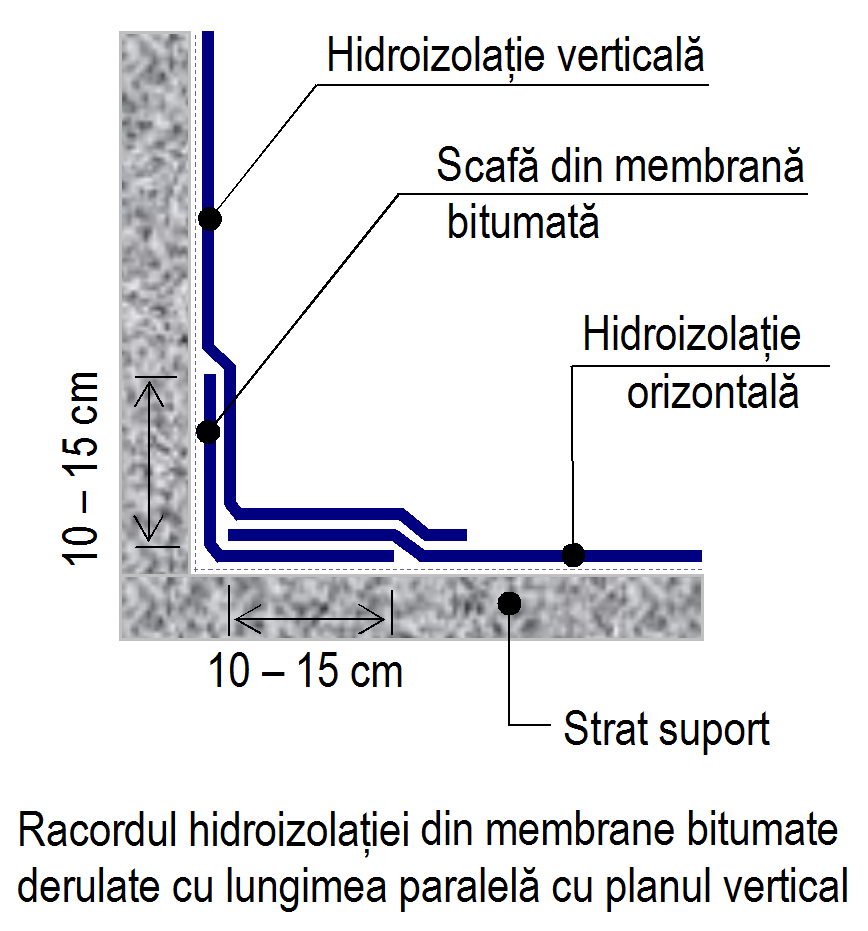 Hidroizolație verticală
Scafă din membrană
bitumată
Hidroizolație
orizontală
10 – 15 cm
10 – 15 cm
Strat suport
Racordul hidroizolației din membrane bitumate
derulate cu lungimea paralelă cu planul vertical